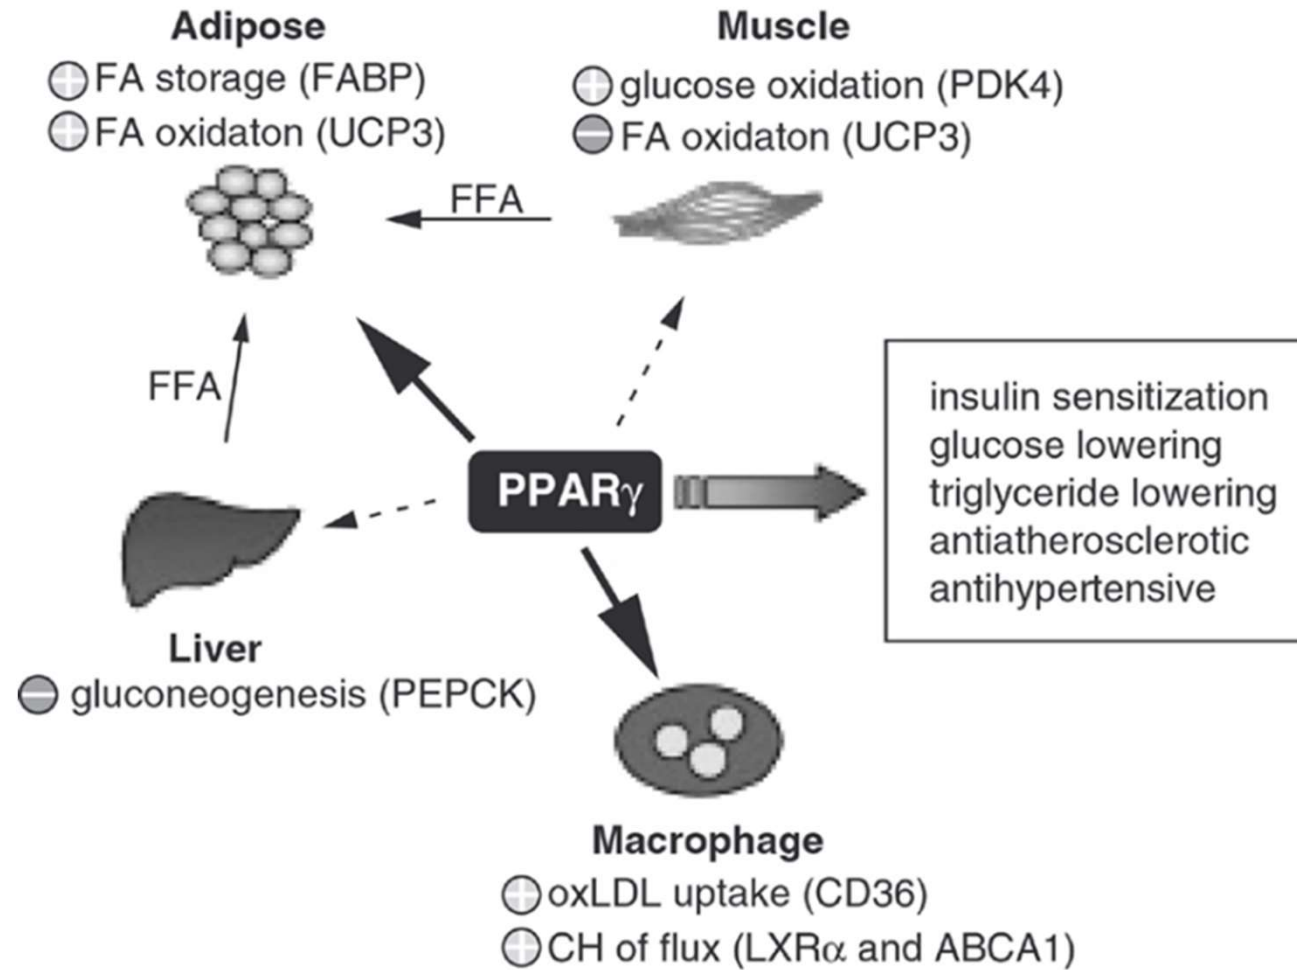 Adipose
FA storage (FABP)
FA oxidaton (UCP3)
Muscle
glucose oxidation (PDK4)
FA oxidaton (UCP3)
FFA
FFA
PPARγ
insulin sensitization
glucose lowering
triglyceride lowering
antiatherosclerotic
antihypertensive
Liver
gluconeogenesis (PEPCK)
Macrophage
oxLDL uptake (CD36)
CH of flux (LXRα and ABCA1)